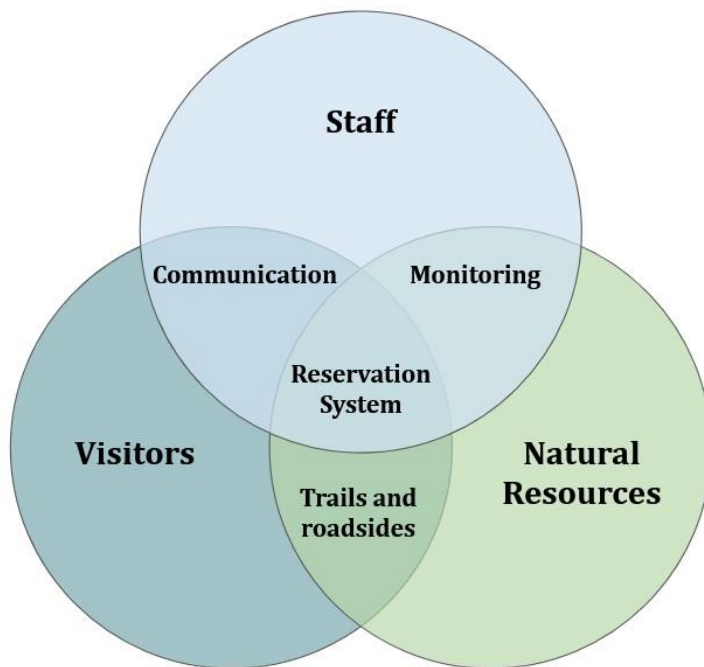 Staff
Communication
Monitoring
Reservation
System
Visitors
Natural
Resources
Trails and
roadsides